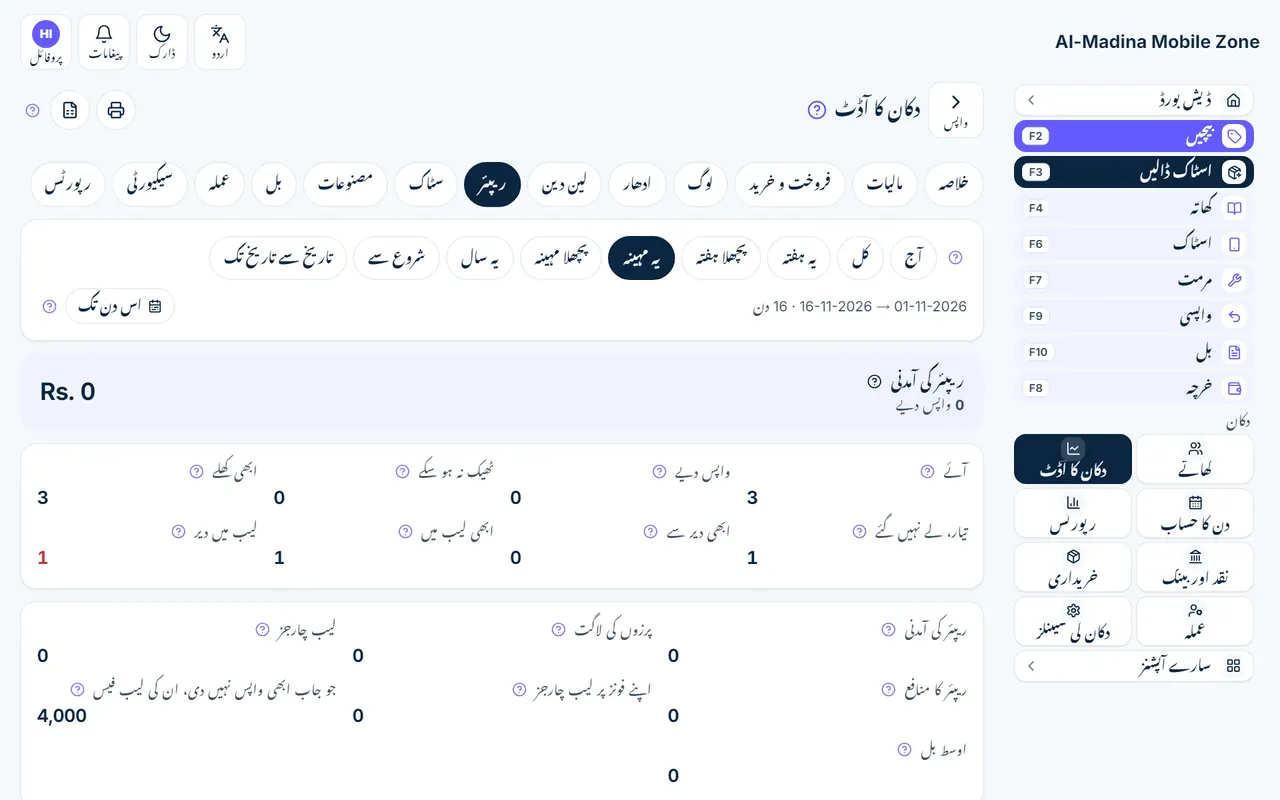 Al-Madina Mobile Zone
اردو
ڈارک
پیغامات
HI
پروفائل
ڈیش بورڈ
بیچیں F2
اسٹاک ڈالیں F3
کھاتہ F4
اسٹاک F6
مرمت F7
واپسی F9
بل F10
خرچہ F8
دکان
کھاتے
دکان کا آڈٹ
دن کا حساب
رپورٹس
نقد اور بینک
خریداری
عملہ
دکان کی سیٹنگز
سارے آپشنز
واپس
دکان کا آڈٹ
خلاصہ مالیات فروخت و خرید لوگ ادھار لین دین ریپئر سٹاک مصنوعات بل عملہ سیکیورٹی رپورٹس
آج کل یہ ہفتہ پچھلا ہفتہ یہ مہینہ پچھلا مہینہ یہ سال شروع سے تاریخ سے تاریخ تک
01-11-2026 → 16-11-2026 · 16 دن
اس دن تک
ریپئر کی آمدنی
0 واپس دیے
Rs. 0
آئے واپس دیے ٹھیک نہ ہو سکے ابھی کھلے
3 0 0 3
تیار، لے نہیں گئے ابھی دیر سے ابھی لیب میں لیب میں دیر
1 0 1 1
ریپئر کی آمدنی پرزوں کی لاگت لیب چارجز
0 0 0
ریپئر کا منافع اپنے فونز پر لیب چارجز جو جاب ابھی واپس نہیں دی، ان کی لیب فیس
0 0 4,000
اوسط بل
0